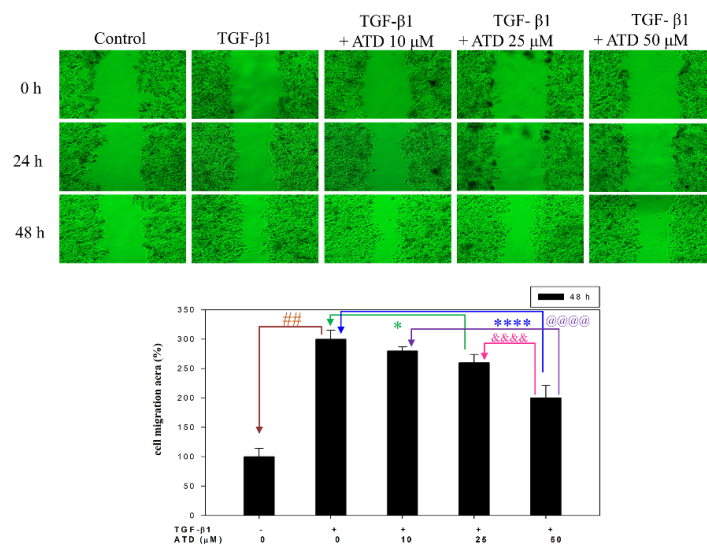 Control
TGF-β1
TGF-β1
+ ATD 10 μM
TGF- β1
+ ATD 25 μM
TGF- β1
+ ATD 50 μM
0 h
24 h
48 h
48 h
cell migration acra (%)
350
300
250
200
150
100
50
0
##
*
****
@@@@
&&&&
TGF-β1 - + + + +
ATD (μM) 0 0 10 25 50